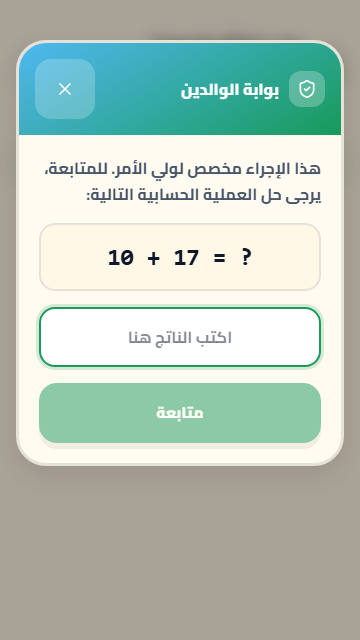 بوابة الوالدين
هذا الإجراء مخصص لولي الأمر. للمتابعة،
يرجى حل العملية الحسابية التالية:
10 + 17 = ?
اكتب الناتج هنا
متابعة